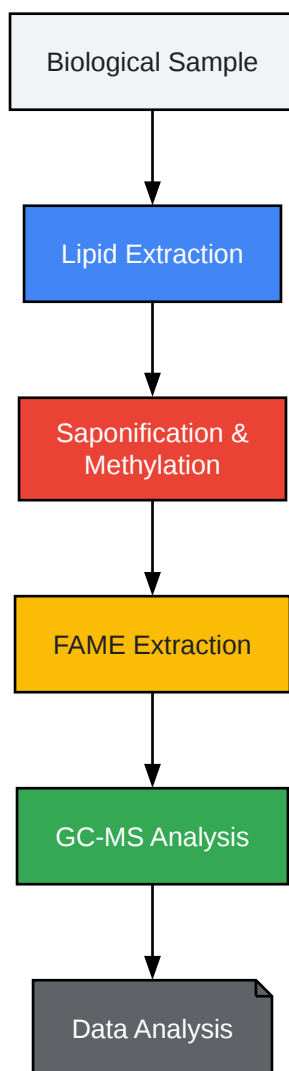 Biological Sample
Lipid Extraction
Saponification &
Methylation
FAME Extraction
GC-MS Analysis
Data Analysis